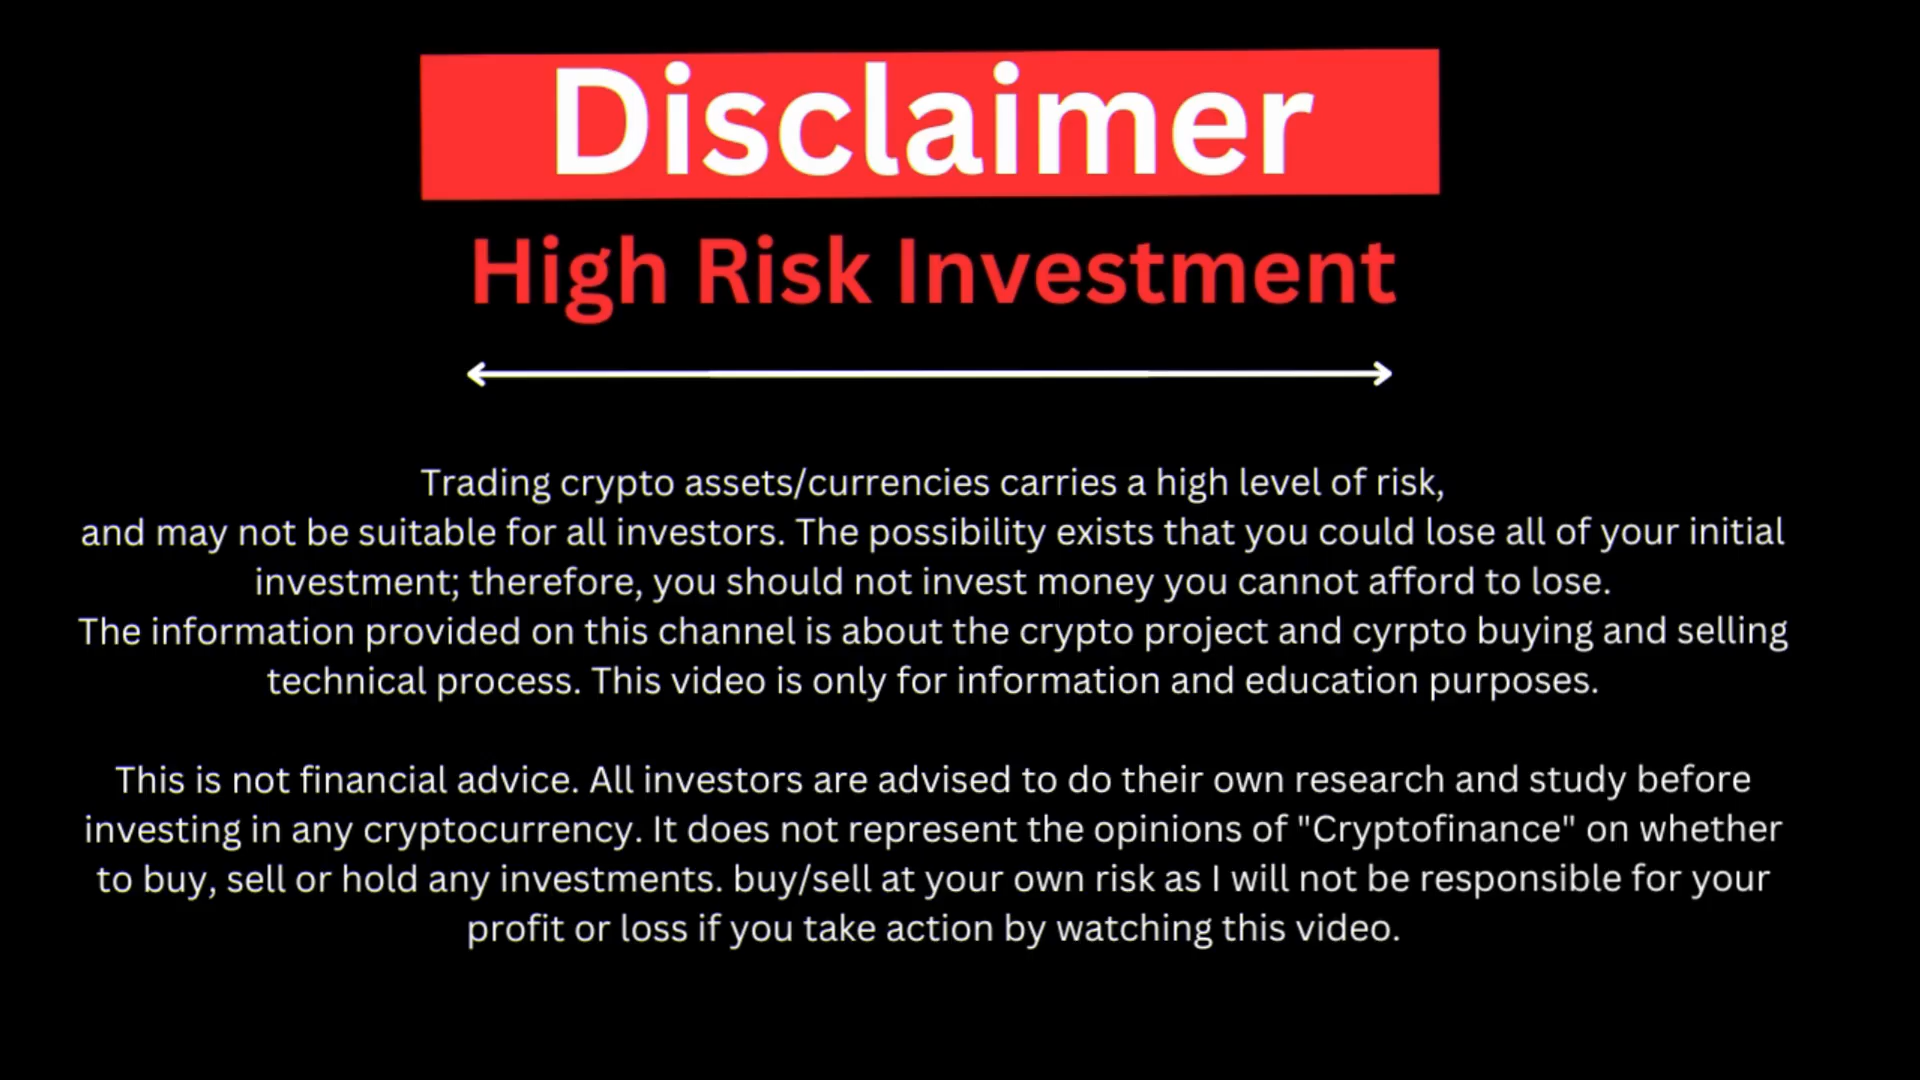 Disclaimer
High Risk Investment
Trading crypto assets/currencies carries a high level of risk,
and may not be suitable for all investors. The possibility exists that you could lose all of your initial
investment; therefore, you should not invest money you cannot afford to lose.
The information provided on this channel is about the crypto project and cyrpto buying and selling
technical process. This video is only for information and education purposes.
This is not financial advice. All investors are advised to do their own research and study before
investing in any cryptocurrency. It does not represent the opinions of "Cryptofinance" on whether
to buy, sell or hold any investments. buy/sell at your own risk as I will not be responsible for your
profit or loss if you take action by watching this video.